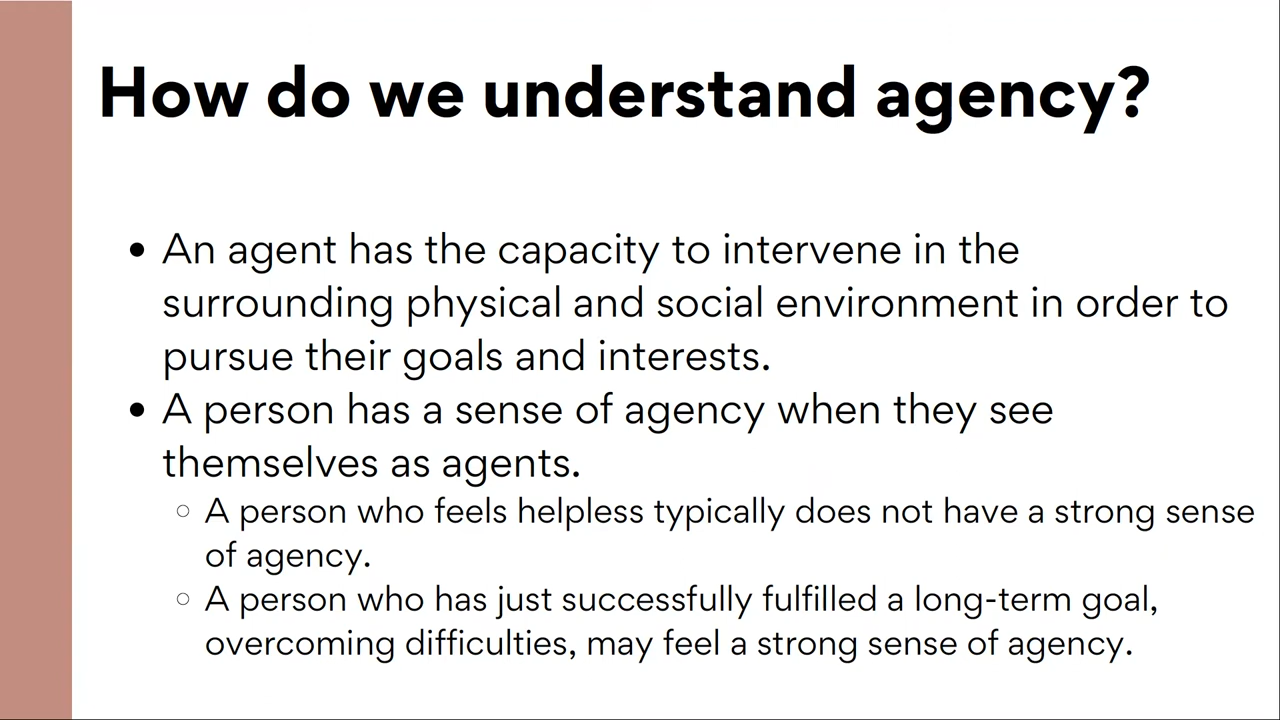 How do we understand agency?
• An agent has the capacity to intervene in the
surrounding physical and social environment in order to
pursue their goals and interests.
• A person has a sense of agency when they see
themselves as agents.
○ A person who feels helpless typically does not have a strong sense
of agency.
○ A person who has just successfully fulfilled a long-term goal,
overcoming difficulties, may feel a strong sense of agency.